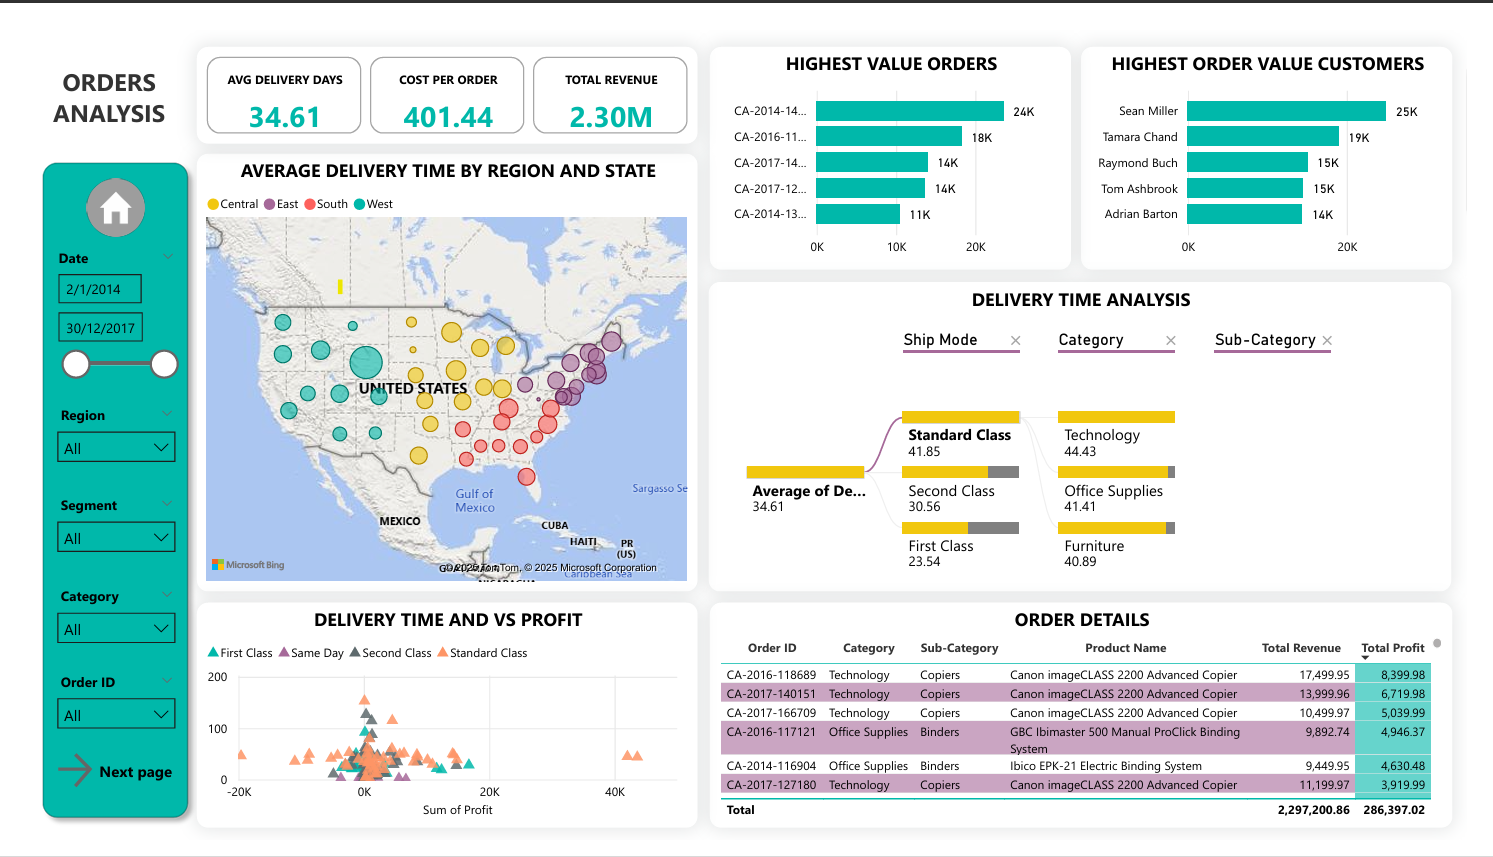 ORDERS
ANALYSIS
Date
2/1/2014
30/12/2017
Region
All
Segment
All
Category
All
Order ID
All
Next page
AVG DELIVERY DAYS
34.61
COST PER ORDER
401.44
TOTAL REVENUE
2.30M
AVERAGE DELIVERY TIME BY REGION AND STATE
Central East South West
UNITED STATES
Gulf of
Mexico
Sargasso Se
MEXICO
CUBA
HAITI
PR
(US)
Microsoft Bing
© 2025 TomTom, © 2025 Microsoft Corporation
Caribbean Sea
DELIVERY TIME AND VS PROFIT
First Class Same Day Second Class Standard Class
200
100
0
-20K 0K 20K 40K
Sum of Profit
HIGHEST VALUE ORDERS
CA-2014-14... 24K
CA-2016-11... 18K
CA-2017-14... 14K
CA-2017-12... 14K
CA-2014-13... 11K
0K 10K 20K
HIGHEST ORDER VALUE CUSTOMERS
Sean Miller 25K
Tamara Chand 19K
Raymond Buch 15K
Tom Ashbrook 15K
Adrian Barton 14K
0K 20K
DELIVERY TIME ANALYSIS
Ship Mode Category Sub-Category
Average of De...
34.61
Standard Class
41.85
Second Class
30.56
First Class
23.54
Technology
44.43
Office Supplies
41.41
Furniture
40.89
ORDER DETAILS
Order ID Category Sub-Category Product Name Total Revenue Total Profit
CA-2016-118689 Technology Copiers Canon imageCLASS 2200 Advanced Copier 17,499.95 8,399.98
CA-2017-140151 Technology Copiers Canon imageCLASS 2200 Advanced Copier 13,999.96 6,719.98
CA-2017-166709 Technology Copiers Canon imageCLASS 2200 Advanced Copier 10,499.97 5,039.99
CA-2016-117121 Office Supplies Binders GBC Ibimaster 500 Manual ProClick Binding 9,892.74 4,946.37
System
CA-2014-116904 Office Supplies Binders Ibico EPK-21 Electric Binding System 9,449.95 4,630.48
CA-2017-127180 Technology Copiers Canon imageCLASS 2200 Advanced Copier 11,199.97 3,919.99
Total 2,297,200.86 286,397.02